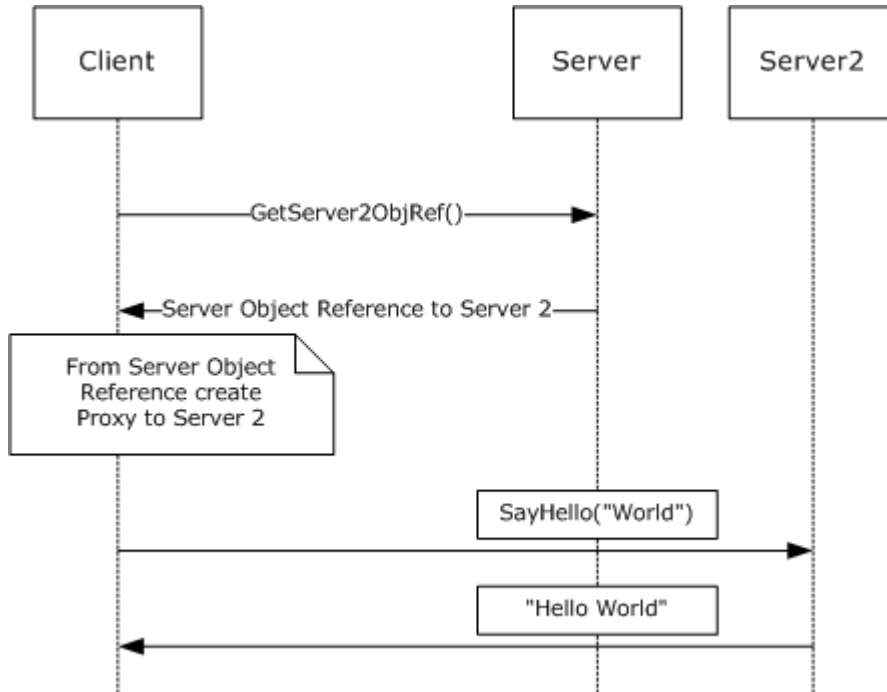 Client
Server
Server2
GetServer2ObjRef()
Server Object Reference to Server 2
From Server Object
Reference create
Proxy to Server 2
SayHello("World")
"Hello World"